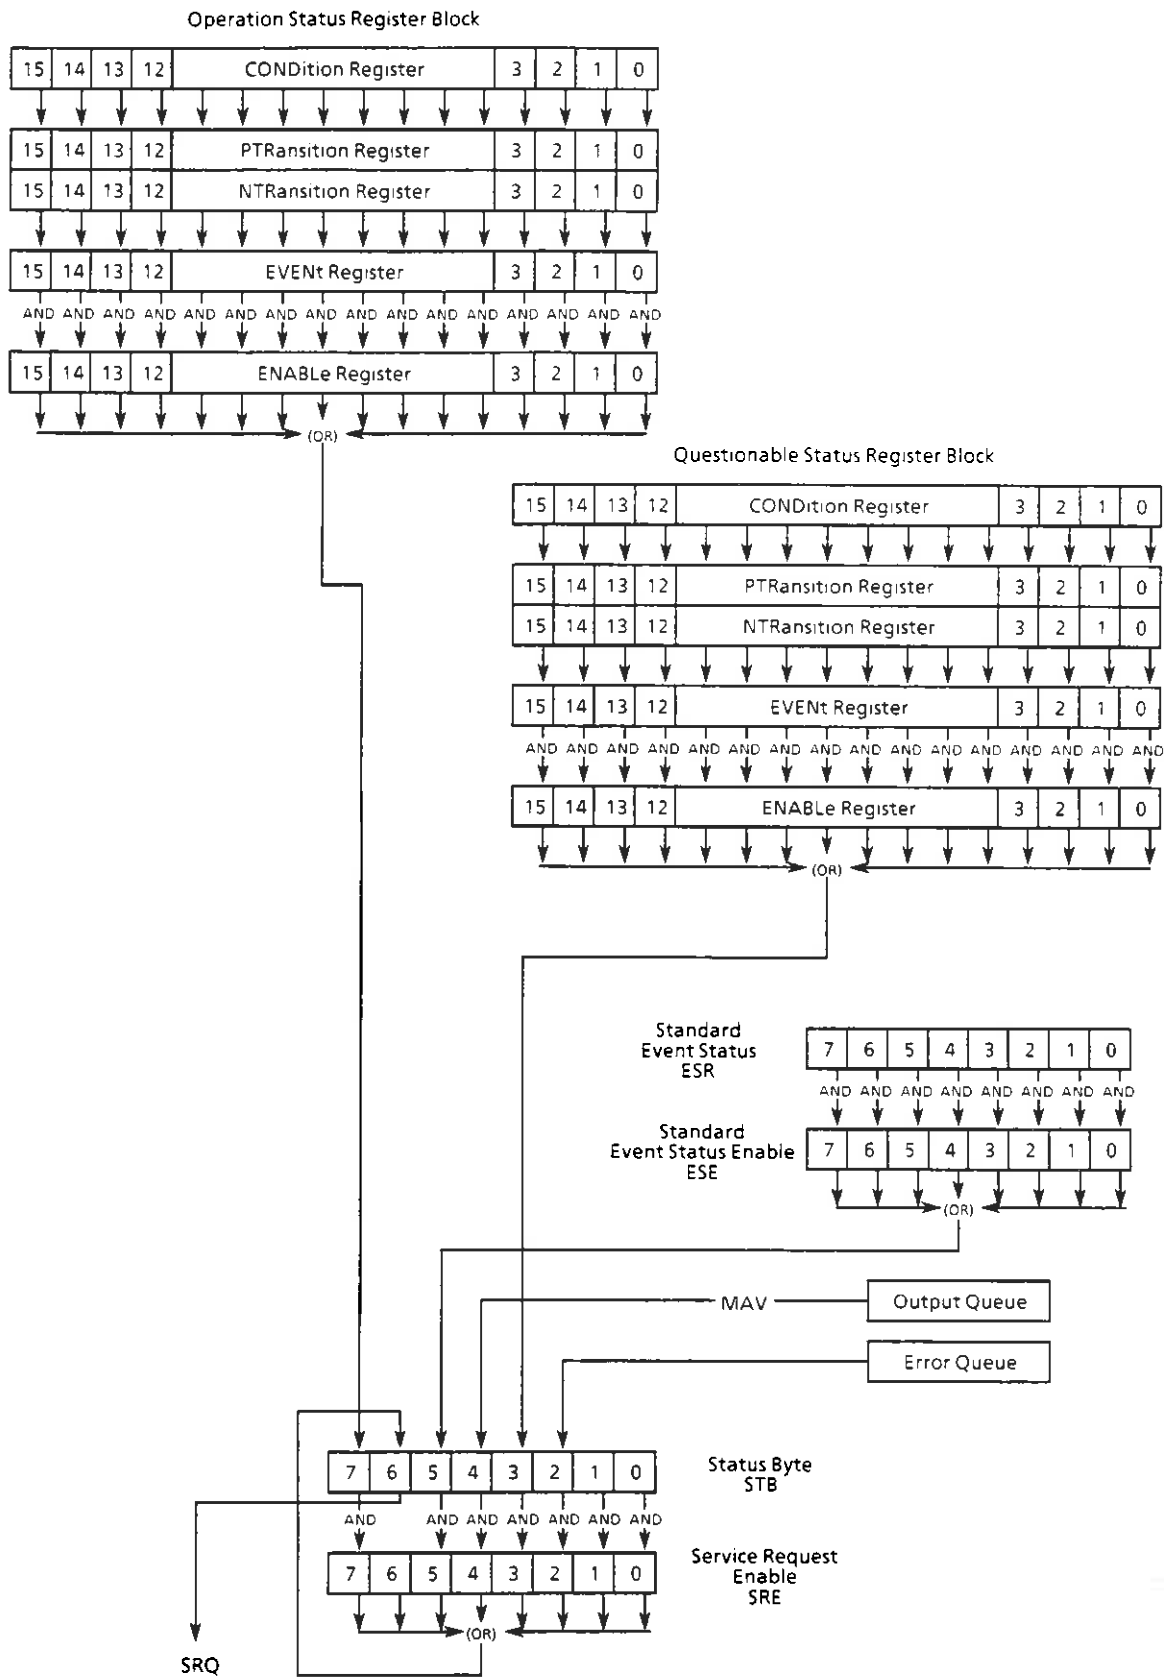 Operation Status Register Block
15 14 13 12 CONDition Register 3 2 1 0
15 14 13 12 PTRansition Register 3 2 1 0
15 14 13 12 NTRansition Register 3 2 1 0
15 14 13 12 EVENt Register 3 2 1 0
AND AND AND AND AND AND AND AND AND AND AND AND AND AND AND AND
15 14 13 12 ENABLe Register 3 2 1 0
(OR)
Questionable Status Register Block
15 14 13 12 CONDition Register 3 2 1 0
15 14 13 12 PTRansition Register 3 2 1 0
15 14 13 12 NTRansition Register 3 2 1 0
15 14 13 12 EVENt Register 3 2 1 0
AND AND AND AND AND AND AND AND AND AND AND AND AND AND AND AND
15 14 13 12 ENABLe Register 3 2 1 0
(OR)
Standard
Event Status
ESR
7 6 5 4 3 2 1 0
AND AND AND AND AND AND AND AND
Standard
Event Status Enable
ESE
7 6 5 4 3 2 1 0
(OR)
MAV
Output Queue
Error Queue
7 6 5 4 3 2 1 0
Status Byte
STB
AND AND AND AND AND AND AND
7 6 5 4 3 2 1 0
Service Request
Enable
SRE
(OR)
SRQ